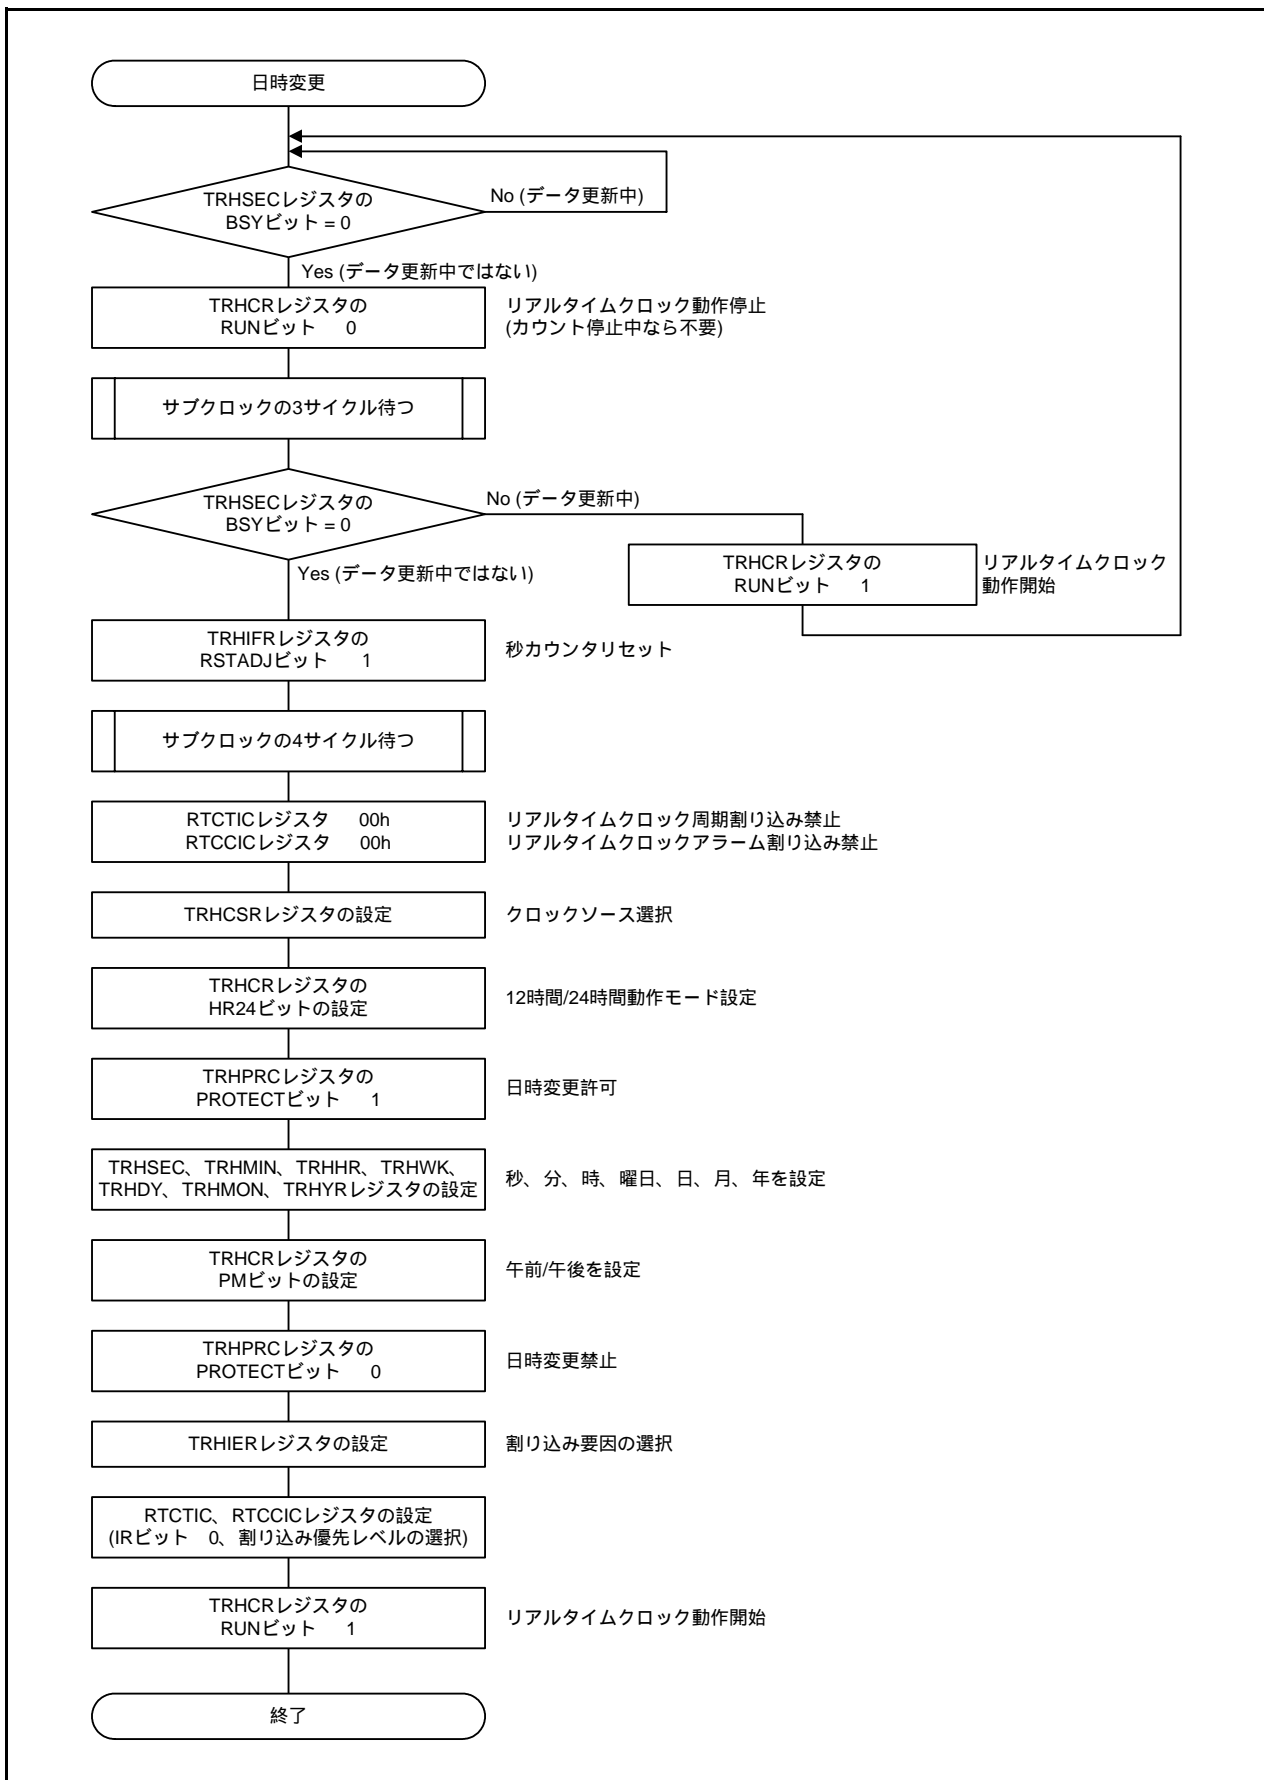 日時変更
TRHSECレジスタの
BSYビット = 0
No (データ更新中)
Yes (データ更新中ではない)
TRHCRレジスタの
RUNビット 0
リアルタイムクロック動作停止
(カウント停止中なら不要)
サブクロックの3サイクル待つ
TRHSECレジスタの
BSYビット = 0
No (データ更新中)
TRHCRレジスタの
RUNビット 1
リアルタイムクロック
動作開始
Yes (データ更新中ではない)
TRHIFRレジスタの
RSTADJビット 1
秒カウンタリセット
サブクロックの4サイクル待つ
RTCTICレジスタ 00h
RTCCICレジスタ 00h
リアルタイムクロック周期割り込み禁止
リアルタイムクロックアラーム割り込み禁止
TRHCSRレジスタの設定
クロックソース選択
TRHCRレジスタの
HR24ビットの設定
12時間/24時間動作モード設定
TRHPRCレジスタの
PROTECTビット 1
日時変更許可
TRHSEC、TRHMIN、TRHHR、TRHWK、
TRHDY、TRHMON、TRHYRレジスタの設定
秒、分、時、曜日、日、月、年を設定
TRHCRレジスタの
PMビットの設定
午前/午後を設定
TRHPRCレジスタの
PROTECTビット 0
日時変更禁止
TRHIERレジスタの設定
割り込み要因の選択
RTCTIC、RTCCICレジスタの設定
(IRビット 0、割り込み優先レベルの選択)
TRHCRレジスタの
RUNビット 1
リアルタイムクロック動作開始
終了